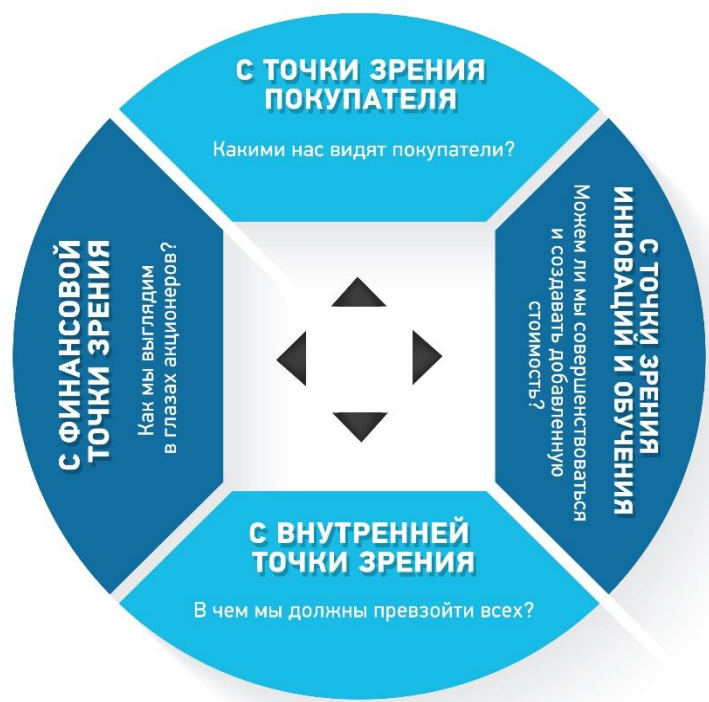 С ТОЧКИ ЗРЕНИЯ
ПОКУПАТЕЛЯ
Какими нас видят покупатели?
С ФИНАНСОВОЙ
ТОЧКИ ЗРЕНИЯ
Как мы выглядим
в глазах акционеров?
С ТОЧКИ ЗРЕНИЯ
ИННОВАЦИЙ И ОБУЧЕНИЯ
Можем ли мы совершенствоваться
и создавать добавленную
стоимость?
С ВНУТРЕННЕЙ
ТОЧКИ ЗРЕНИЯ
В чем мы должны превзойти всех?